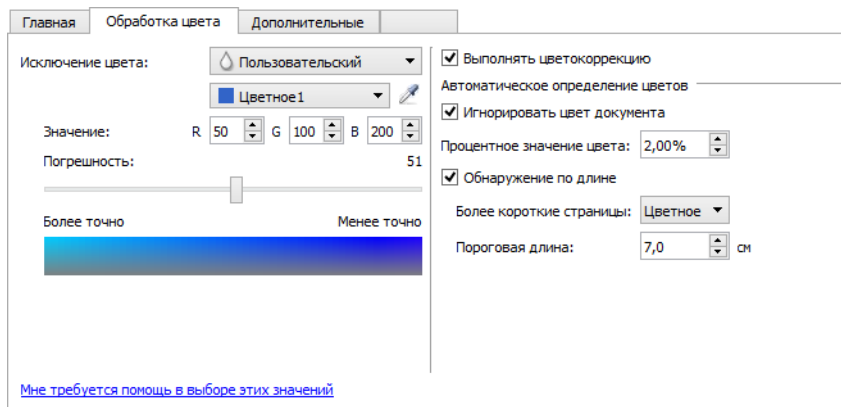 Главная Обработка цвета Дополнительные
Исключение цвета: Пользовательский
Цветное1
Значение: R 50 G 100 B 200
Погрешность: 51
Более точно Менее точно
Мне требуется помощь в выборе этих значений
Выполнять цветокоррекцию
Автоматическое определение цветов
Игнорировать цвет документа
Процентное значение цвета: 2,00%
Обнаружение по длине
Более короткие страницы: Цветное
Пороговая длина: 7,0 см